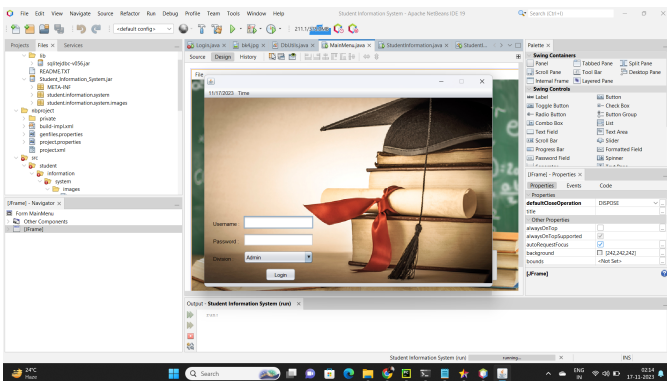 File Edit View Navigate Source Refactor Run Debug Profile Team Tools Window Help Student Information System - Apache NetBeans IDE 19 Search (Ctrl+I)
<default config>
Projects Files × Services
Login.java × bk4.jpg × DbUtils.java × MainMenu.java × StudentInformation.java × Studentl...
Palette ×
Source Design History
lib
sqlitejdbc-v056.jar
README.TXT
Student_Information_System.jar
META-INF
student.information.system
student.information.system.images
nbproject
private
build-impl.xml
genfiles.properties
project.properties
project.xml
src
student
information
system
images
File
11/17/2023 Time
Username
Password
Division Admin
Login
Swing Containers
Panel Tabbed Pane Split Pane
Scroll Pane Tool Bar Desktop Pane
Internal Frame Layered Pane
Swing Controls
Label Button
Toggle Button Check Box
Radio Button Button Group
Combo Box List
Text Field Text Area
Scroll Bar Slider
Progress Bar Formatted Field
Password Field Spinner
[JFrame] - Properties ×
Properties Events Code
Properties
defaultCloseOperation DISPOSE
title
Other Properties
alwaysOnTop
alwaysOnTopSupported
autoRequestFocus
background [242,242,242]
bounds <Not Set>
[JFrame]
[JFrame] - Navigator ×
Form MainMenu
Other Components
[JFrame]
Output - Student Information System (run) ×
run:
Student Information System (run) running... INS
24°C
Haze
Search
ENG
IN
02:14
17-11-2023